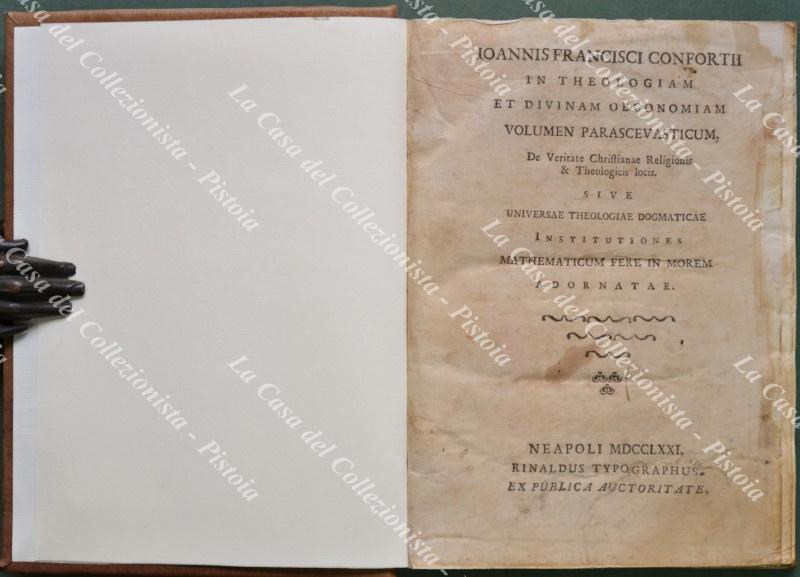 IOANNIS FRANCISCI CONFORTII
IN THEOLOGIAM
ET DIVINAM OECONOMIAM
VOLUMEN PARASCEVASTICUM,
De Veritate Chriſtianae Religionis
& Theologicis locis.
SIVE
UNIVERSAE THEOLOGIAE DOGMATICAE
INSTITUTIONES
MATHEMATICUM FERE IN MOREM
ADORNATAE.
NEAPOLI MDCCLXXI.
RINALDUS TYPOGRAPHUS.
EX PUBLICA AUCTORITATE.
La Casa del Collezionista - Pistoia